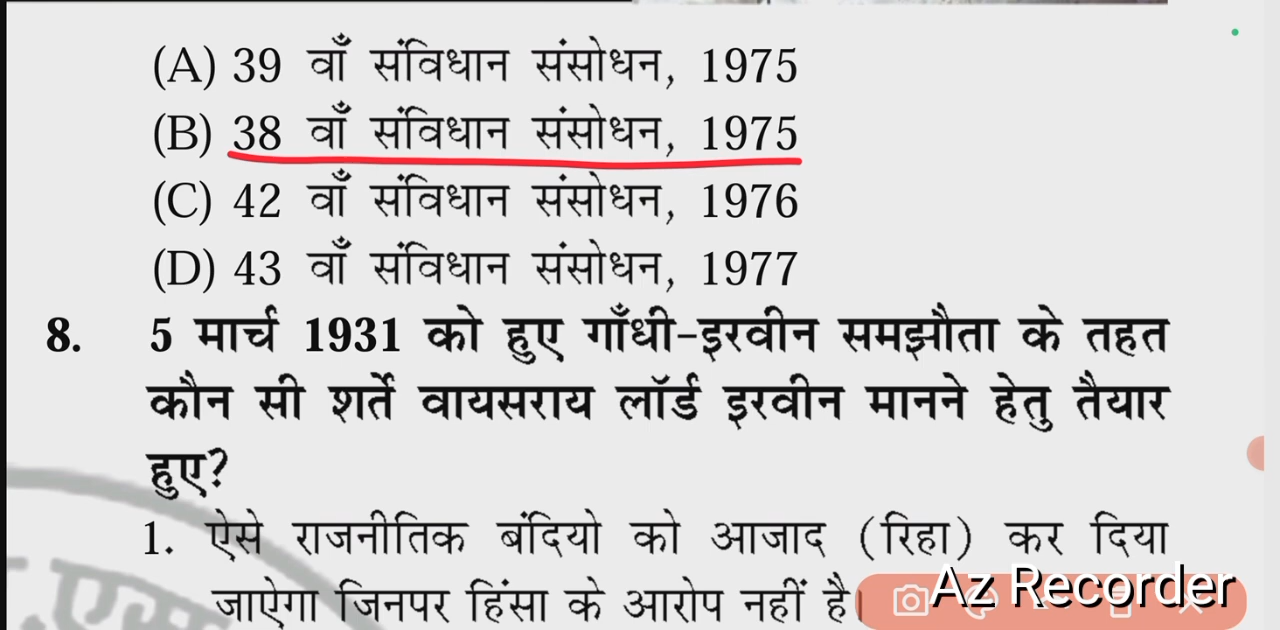 (A) 39 वाँ संविधान संसोधन, 1975
(B) 38 वाँ संविधान संसोधन, 1975
(C) 42 वाँ संविधान संसोधन, 1976
(D) 43 वाँ संविधान संसोधन, 1977
8. 5 मार्च 1931 को हुए गाँधी-इरवीन समझौता के तहत
कौन सी शर्ते वायसराय लॉर्ड इरवीन मानने हेतु तैयार
हुए?
1. ऐसे राजनीतिक बंदियो को आजाद (रिहा) कर दिया
जाऐगा जिनपर हिंसा के आरोप नहीं है।
Az Recorder